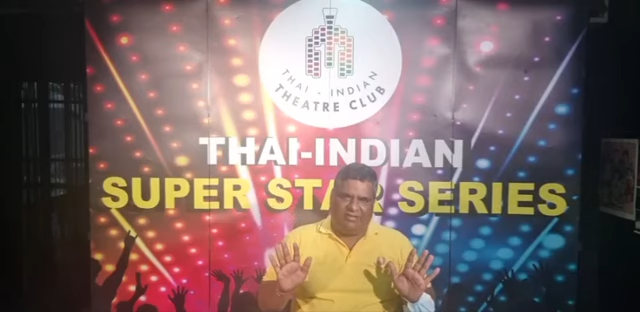 THAI - INDIAN
THEATRE CLUB
THAI-INDIAN
SUPER STAR SERIES